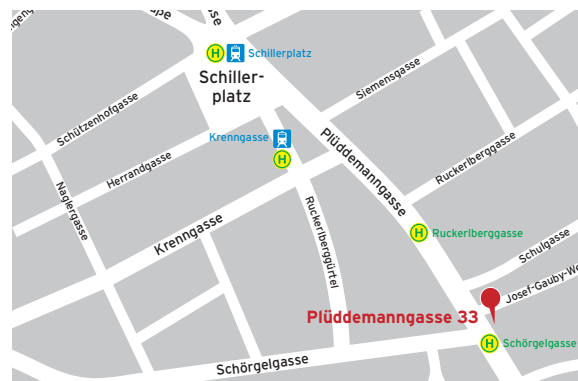 H
Schillerplatz
Schiller-
platz
Siemensgasse
Schützenhofgasse
Krenngasse
H
Plüddemanngasse
Herrandgasse
Ruckerlberggasse
Naglergasse
Krenngasse
Ruckerlberggürtel
H
Ruckerlberggasse
Schulgasse
Josef-Gauby-We
Plüddemanngasse 33
H
Schörgelgasse
Schörgelgasse